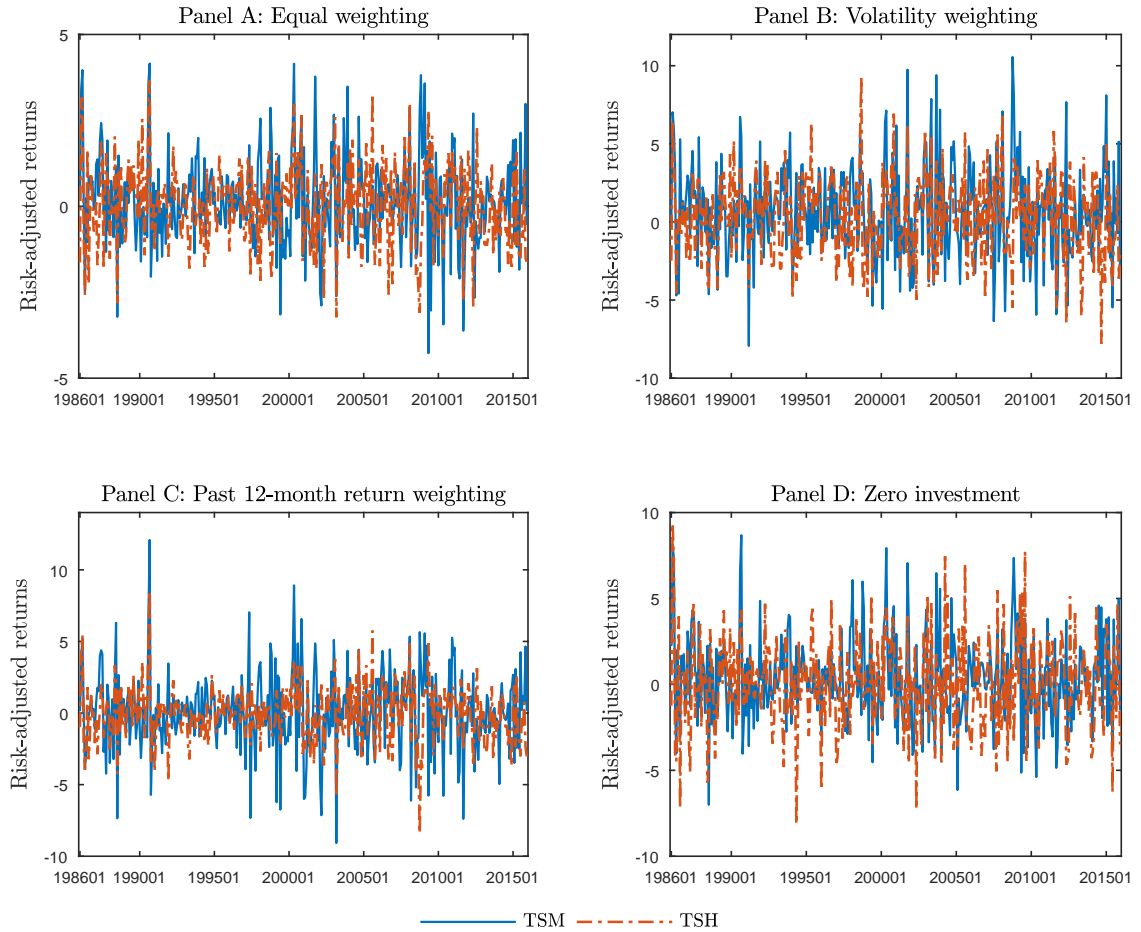 Panel A: Equal weighting
Risk-adjusted returns
5
0
-5
198601 199001 199501 200001 200501 201001 201501
Panel B: Volatility weighting
Risk-adjusted returns
10
5
0
-5
-10
198601 199001 199501 200001 200501 201001 201501
Panel C: Past 12-month return weighting
Risk-adjusted returns
10
5
0
-5
-10
198601 199001 199501 200001 200501 201001 201501
Panel D: Zero investment
Risk-adjusted returns
10
5
0
-5
-10
198601 199001 199501 200001 200501 201001 201501
TSM TSH